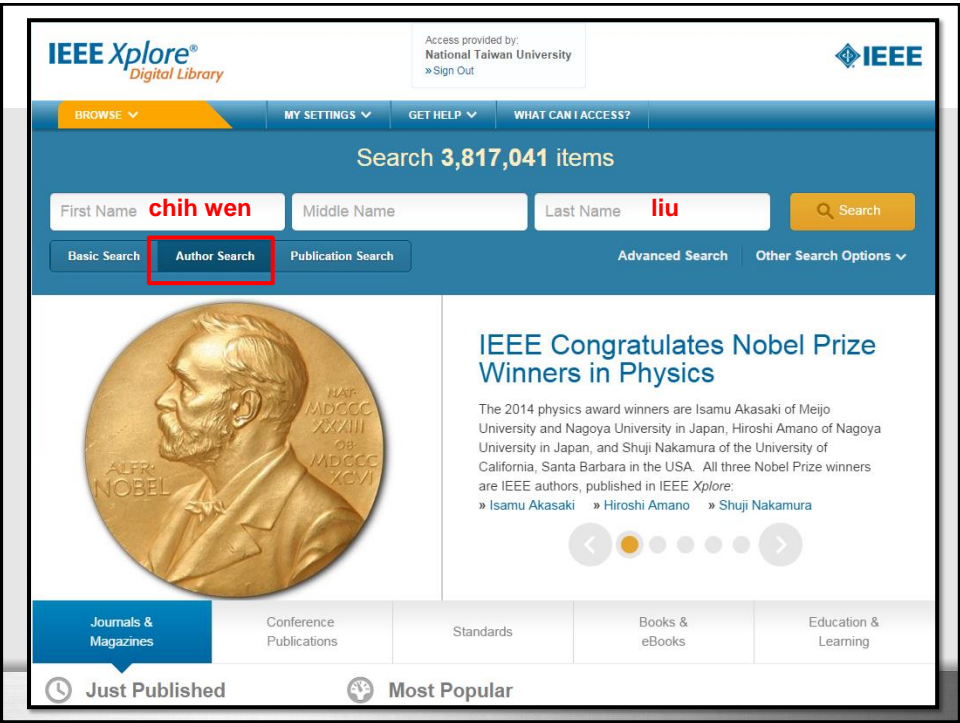 IEEE Xplore®
Digital Library
Access provided by:
National Taiwan University
» Sign Out
IEEE
BROWSE
MY SETTINGS
GET HELP
WHAT CAN I ACCESS?
Search 3,817,041 items
First Name chih wen
Middle Name
Last Name liu
Search
Basic Search
Author Search
Publication Search
Advanced Search
Other Search Options
ALFR·
NOBEL
NAT·
MDCCC
XXXIII
OB·
MDCCC
XCVI
IEEE Congratulates Nobel Prize
Winners in Physics
The 2014 physics award winners are Isamu Akasaki of Meijo
University and Nagoya University in Japan, Hiroshi Amano of Nagoya
University in Japan, and Shuji Nakamura of the University of
California, Santa Barbara in the USA. All three Nobel Prize winners
are IEEE authors, published in IEEE Xplore:
» Isamu Akasaki » Hiroshi Amano » Shuji Nakamura
Journals &
Magazines
Conference
Publications
Standards
Books &
eBooks
Education &
Learning
Just Published
Most Popular